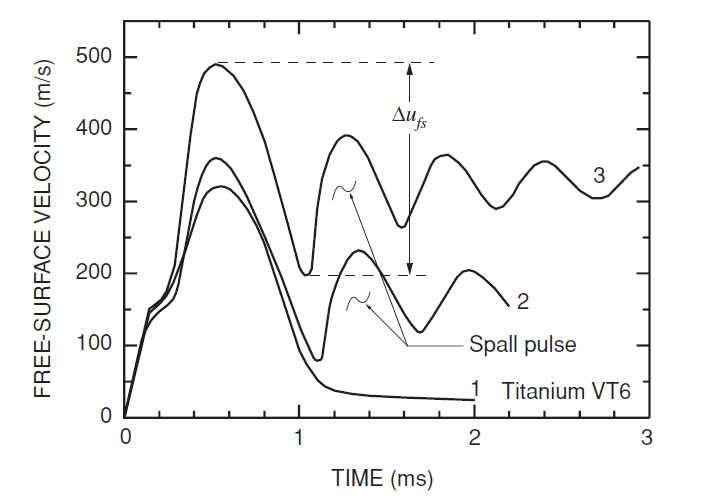 FREE-SURFACE VELOCITY (m/s)
500
400
300
200
100
0
Δu_fs
3
2
Spall pulse
1 Titanium VT6
0 1 2 3
TIME (ms)